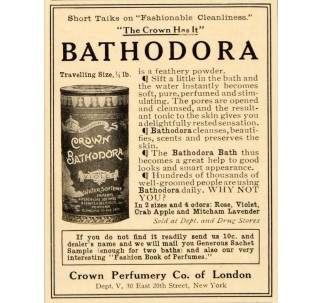 Short Talks on "Fashionable Cleanliness."
"The Crown Has It"
BATHODORA
Travelling Size, ½ lb.
CROWN
BATHODORA
WATER SOFTENER
is a feathery powder.
¶ Sift a little in the bath and
the water instantly becomes
soft, pure, perfumed and stim-
ulating. The pores are opened
and cleansed, and the result-
ant tonic to the skin gives you
a delightfully rested sensation.
¶ Bathodora cleanses, beauti-
fies, scents and preserves the
skin.
¶ The Bathodora Bath thus
becomes a great help to good
looks and smart appearance.
¶ Hundreds of thousands of
well-groomed people are using
Bathodora daily. WHY NOT
YOU?
In 2 sizes and 4 odors: Rose, Violet,
Crab Apple and Mitcham Lavender
Sold at Dept. and Drug Stores
If you do not find it readily send us 10c. and
dealer's name and we will mail you Generous Sachet
Sample (enough for two baths) and also our very
interesting "Fashion Book of Perfumes."
Crown Perfumery Co. of London
Dept. V, 30 East 20th Street, New York